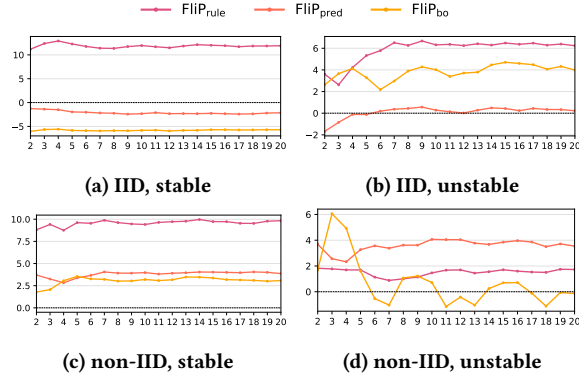 FliP_rule FliP_pred FliP_bo
10
5
0
−5
2 3 4 5 6 7 8 9 10 11 12 13 14 15 16 17 18 19 20
(a) IID, stable
6
4
2
0
−2
2 3 4 5 6 7 8 9 10 11 12 13 14 15 16 17 18 19 20
(b) IID, unstable
10.0
7.5
5.0
2.5
0.0
2 3 4 5 6 7 8 9 10 11 12 13 14 15 16 17 18 19 20
(c) non-IID, stable
6
4
2
0
2 3 4 5 6 7 8 9 10 11 12 13 14 15 16 17 18 19 20
(d) non-IID, unstable